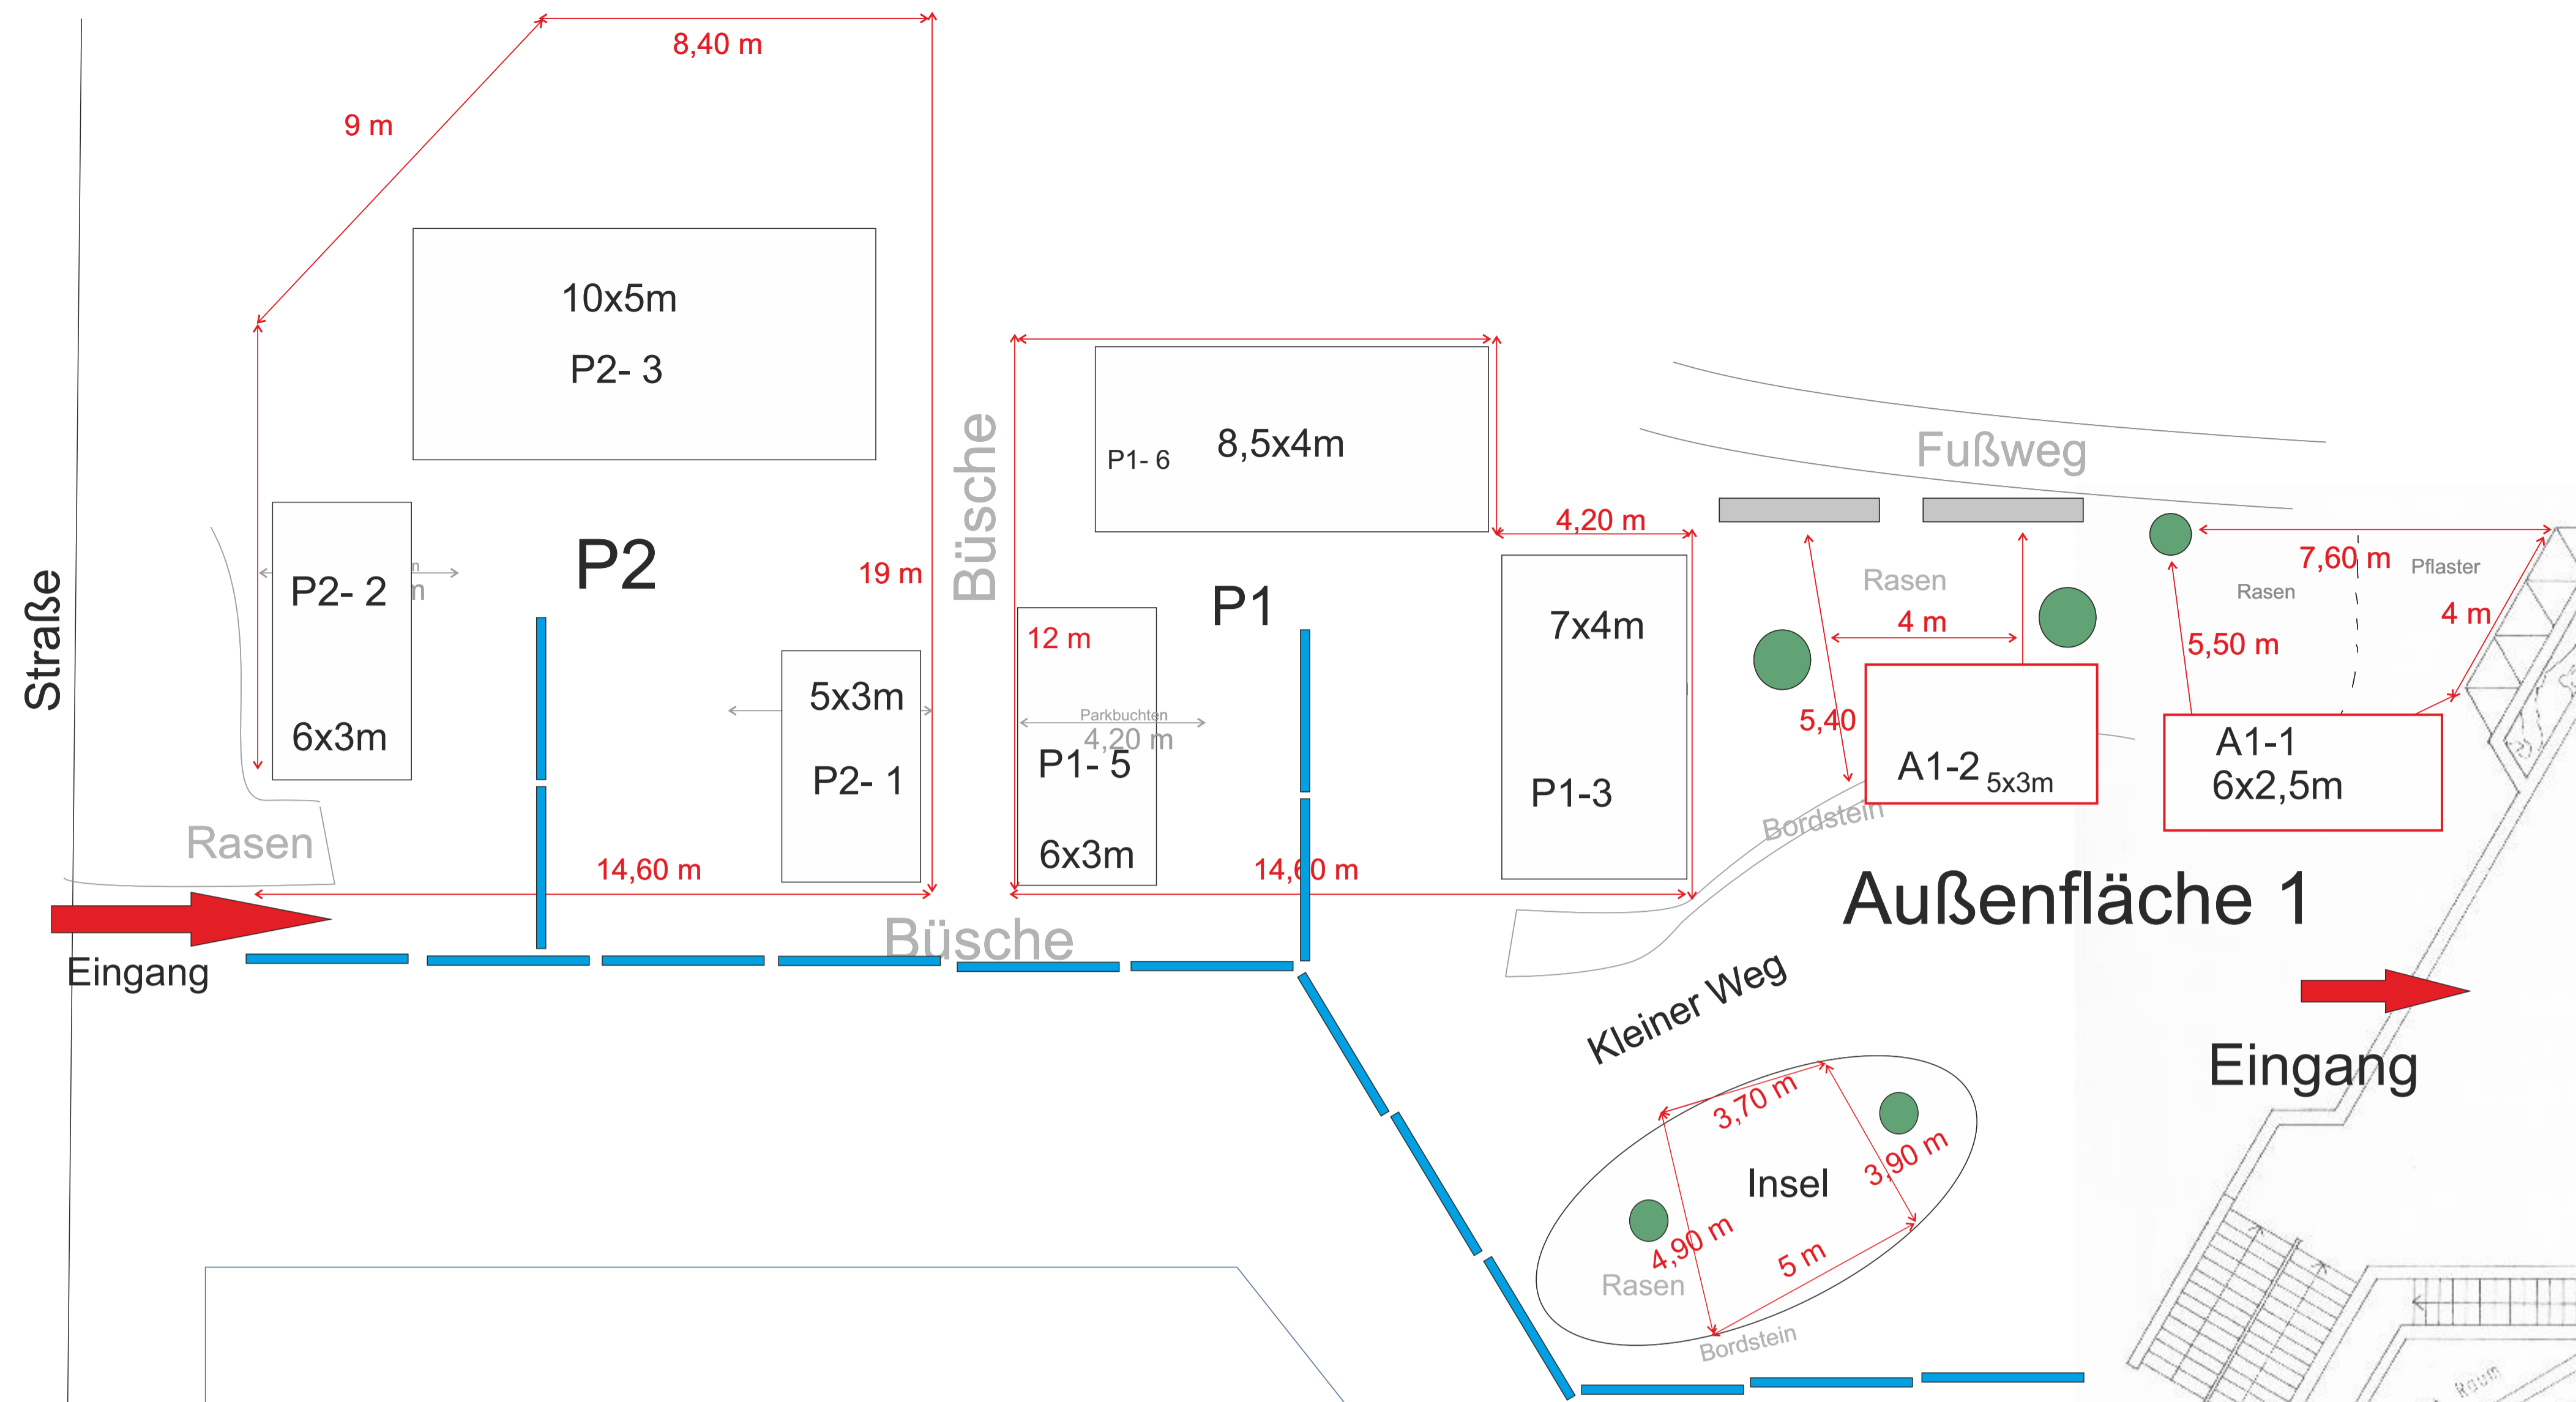 8,40 m
9 m
10x5m
P2- 3
P2
P2- 2
6x3m
19 m
5x3m
P2- 1
14,60 m
Straße
Rasen
Eingang
Büsche
Büsche
P1- 6
8,5x4m
P1
12 m
Parkbuchten
4,20 m
P1- 5
6x3m
14,60 m
4,20 m
7x4m
P1-3
Fußweg
Rasen
4 m
5,40
A1-2 5x3m
Bordstein
7,60 m
Pflaster
Rasen
4 m
5,50 m
A1-1
6x2,5m
Außenfläche 1
Kleiner Weg
Eingang
3,70 m
3,90 m
Insel
4,90 m
5 m
Rasen
Bordstein
Raum